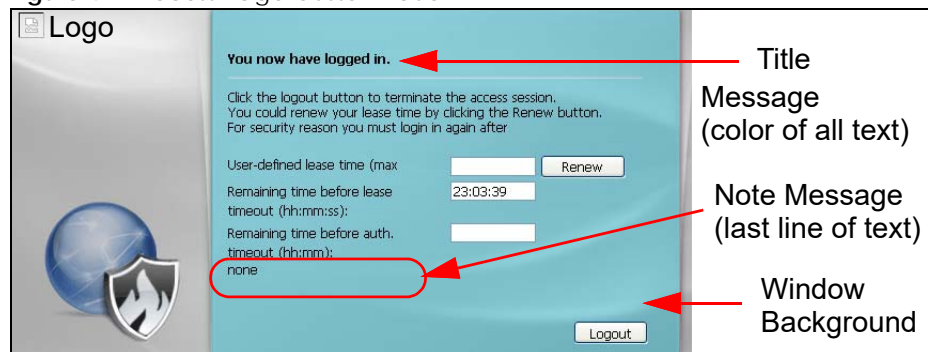 Logo
You now have logged in.
Title
Click the logout button to terminate the access session.
You could renew your lease time by clicking the Renew button.
For security reason you must login in again after
Message
(color of all text)
User-defined lease time (max
Renew
Remaining time before lease
timeout (hh:mm:ss):
23:03:39
Note Message
(last line of text)
Remaining time before auth.
timeout (hh:mm):
none
Window
Background
Logout